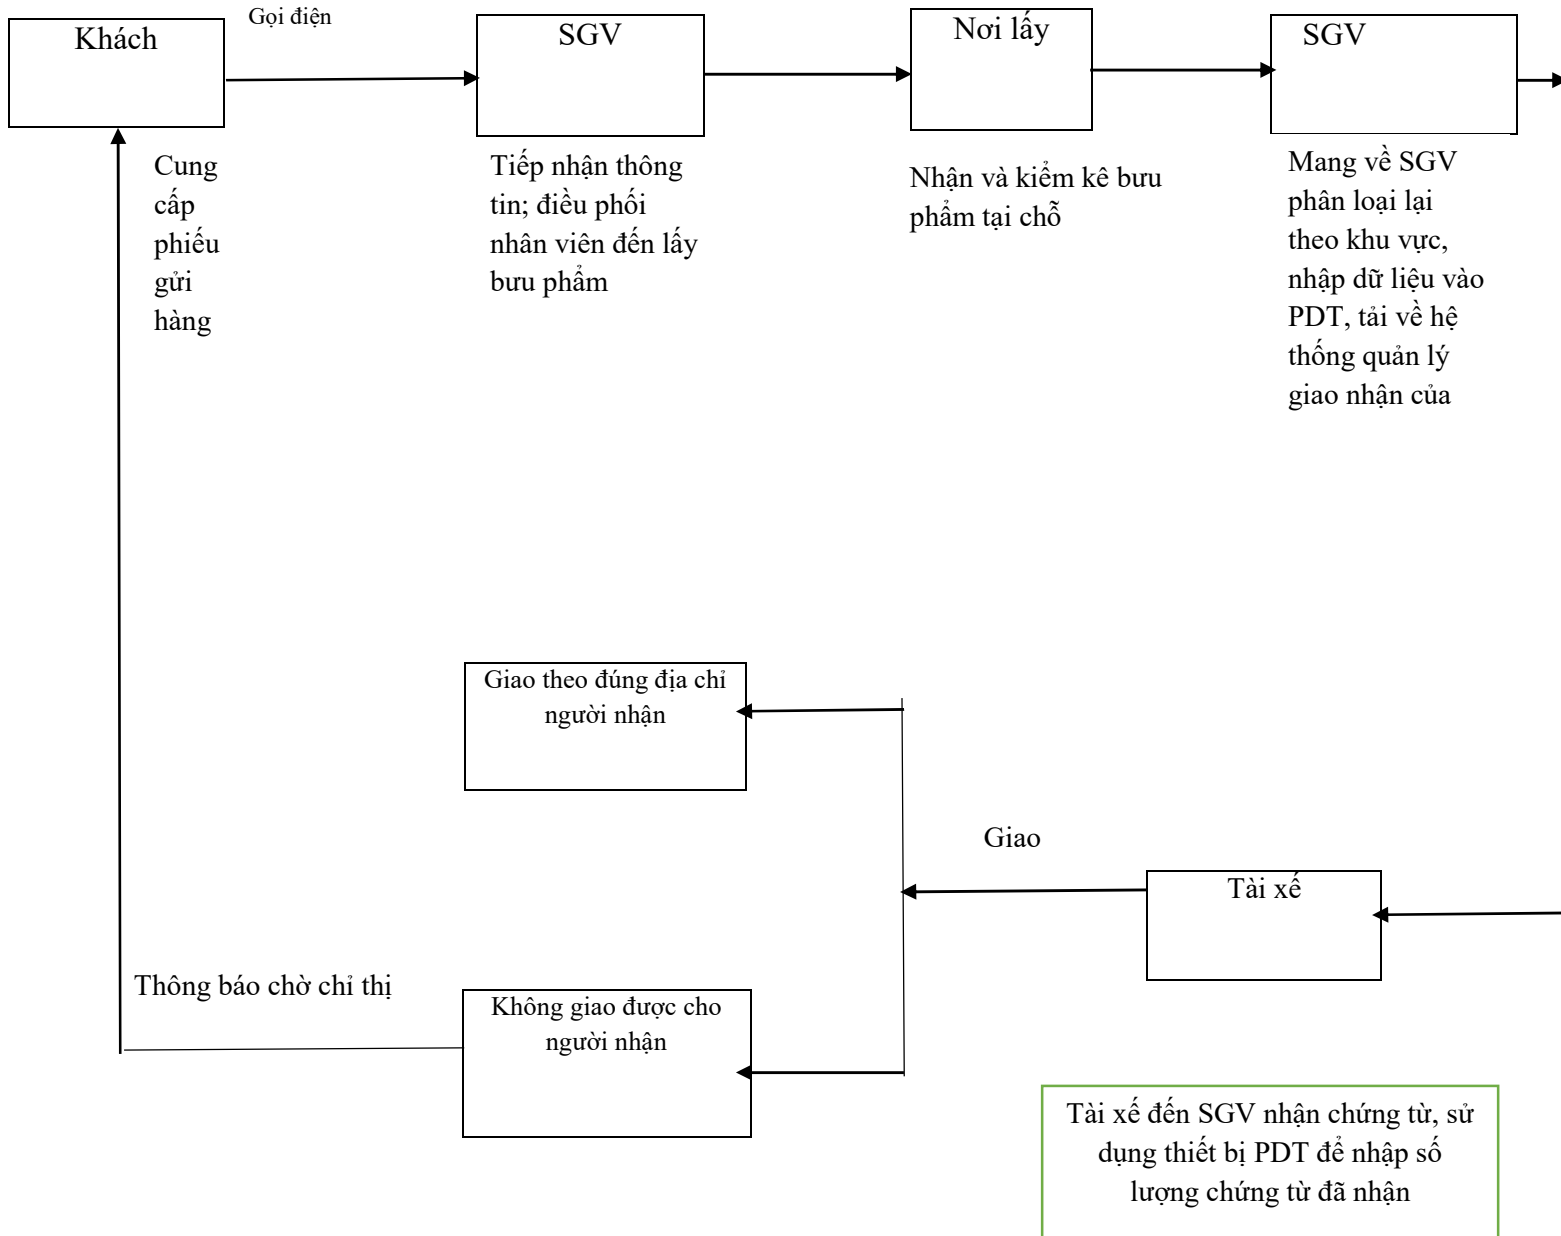 Gọi điện
Khách
SGV
Nơi lấy
SGV
Cung
cấp
phiếu
gửi
hàng
Tiếp nhận thông
tin; điều phối
nhân viên đến lấy
bưu phẩm
Nhận và kiểm kê bưu
phẩm tại chỗ
Mang về SGV
phân loại lại
theo khu vực,
nhập dữ liệu vào
PDT, tải về hệ
thống quản lý
giao nhận của
Giao theo đúng địa chỉ
người nhận
Giao
Tài xế
Thông báo chờ chỉ thị
Không giao được cho
người nhận
Tài xế đến SGV nhận chứng từ, sử
dụng thiết bị PDT để nhập số
lượng chứng từ đã nhận